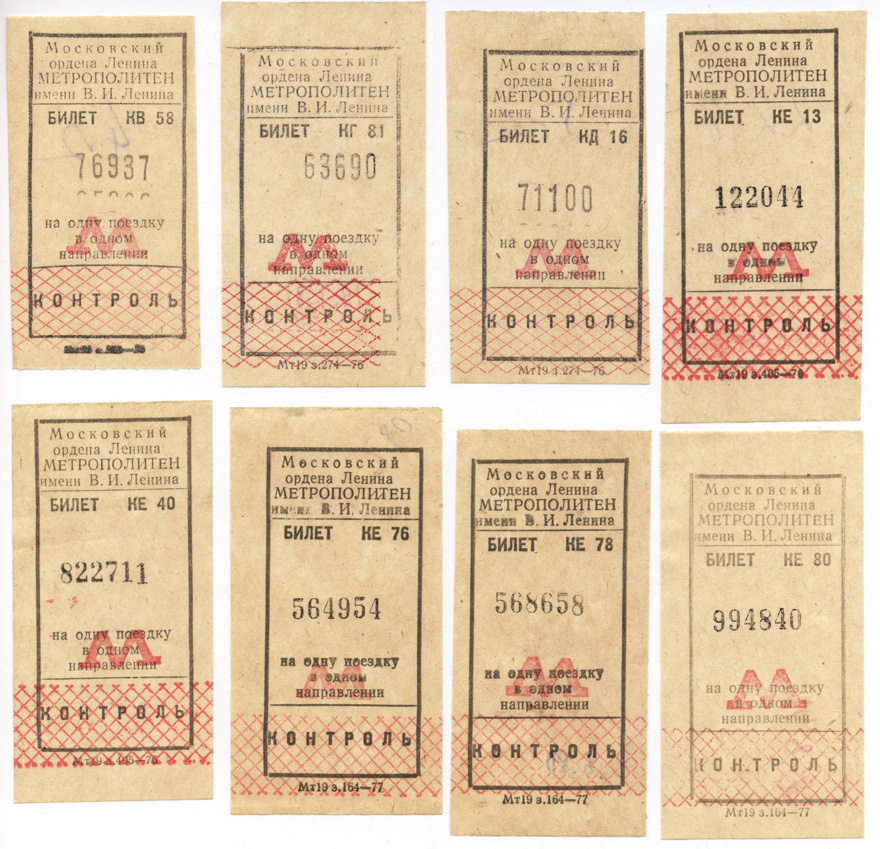 Московский
ордена Ленина
МЕТРОПОЛИТЕН
имени В. И. Ленина
БИЛЕТ КВ 58
76937
на одну поездку
в одном
направлении
КОНТРОЛЬ
Московский
ордена Ленина
МЕТРОПОЛИТЕН
имени В. И. Ленина
БИЛЕТ КГ 81
63690
на одну поездку
в одном
направлении
КОНТРОЛЬ
Мт19 з.274—76
Московский
ордена Ленина
МЕТРОПОЛИТЕН
имени В. И. Ленина
БИЛЕТ КД 16
71100
на одну поездку
в одном
направлении
КОНТРОЛЬ
Мт19 з.274—76
Московский
ордена Ленина
МЕТРОПОЛИТЕН
имени В. И. Ленина
БИЛЕТ КЕ 13
122044
на одну поездку
в одном
направлении
КОНТРОЛЬ
Мт19 з.405—76
Московский
ордена Ленина
МЕТРОПОЛИТЕН
имени В. И. Ленина
БИЛЕТ КЕ 40
822711
на одну поездку
в одном
направлении
КОНТРОЛЬ
Мт19 з.405—76
Московский
ордена Ленина
МЕТРОПОЛИТЕН
имени В. И. Ленина
БИЛЕТ КЕ 76
564954
на одну поездку
в одном
направлении
КОНТРОЛЬ
Мт19 з.164—77
Московский
ордена Ленина
МЕТРОПОЛИТЕН
имени В. И. Ленина
БИЛЕТ КЕ 78
568658
на одну поездку
в одном
направлении
КОНТРОЛЬ
Мт19 з.164—77
Московский
ордена Ленина
МЕТРОПОЛИТЕН
имени В. И. Ленина
БИЛЕТ КЕ 80
994840
на одну поездку
в одном
направлении
КОНТРОЛЬ
Мт19 з.164—77